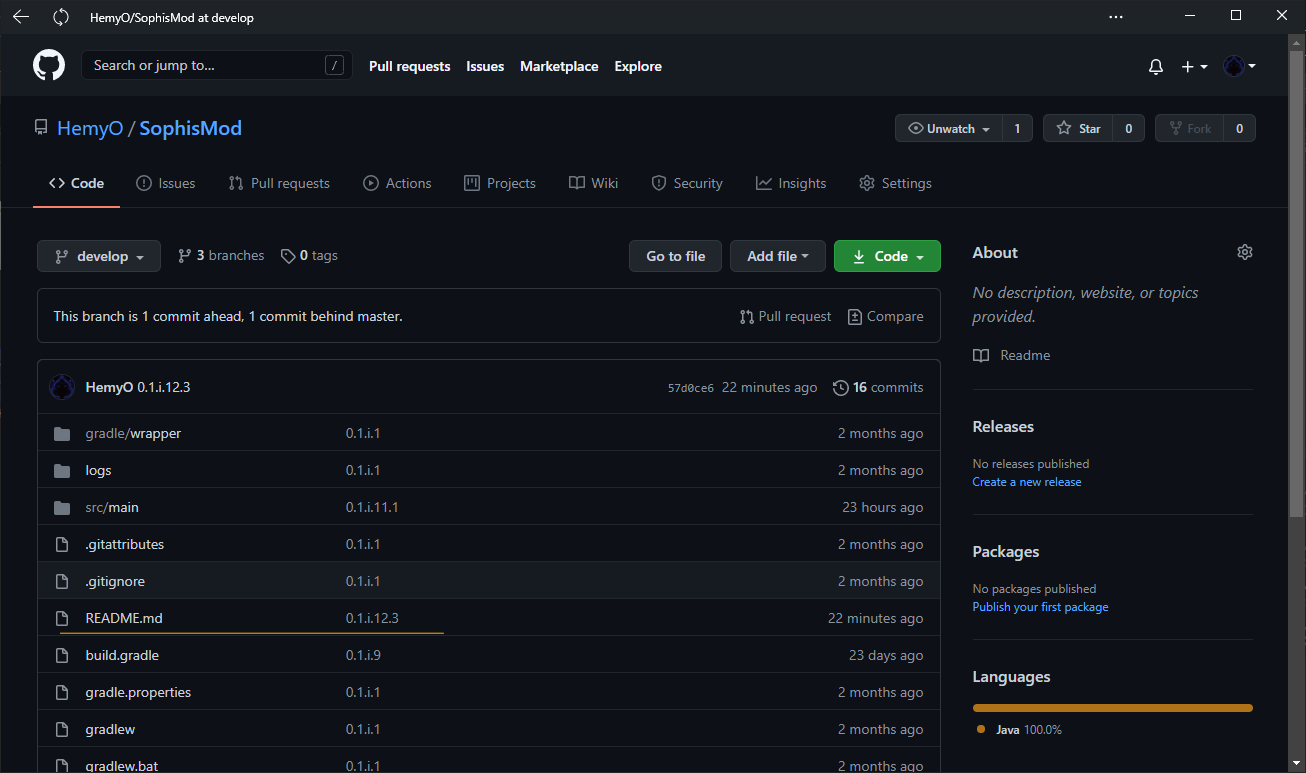 HemyO/SophisMod at develop
Search or jump to... /
Pull requests Issues Marketplace Explore
HemyO / SophisMod
Unwatch 1 Star 0 Fork 0
Code Issues Pull requests Actions Projects Wiki Security Insights Settings
develop 3 branches 0 tags Go to file Add file Code
This branch is 1 commit ahead, 1 commit behind master. Pull request Compare
HemyO 0.1.i.12.3 57d0ce6 22 minutes ago 16 commits
gradle/wrapper 0.1.i.1 2 months ago
logs 0.1.i.1 2 months ago
src/main 0.1.i.11.1 23 hours ago
.gitattributes 0.1.i.1 2 months ago
.gitignore 0.1.i.1 2 months ago
README.md 0.1.i.12.3 22 minutes ago
build.gradle 0.1.i.9 23 days ago
gradle.properties 0.1.i.1 2 months ago
gradlew 0.1.i.1 2 months ago
gradlew.bat 0.1.i.1 2 months ago
About
No description, website, or topics
provided.
Readme
Releases
No releases published
Create a new release
Packages
No packages published
Publish your first package
Languages
Java 100.0%